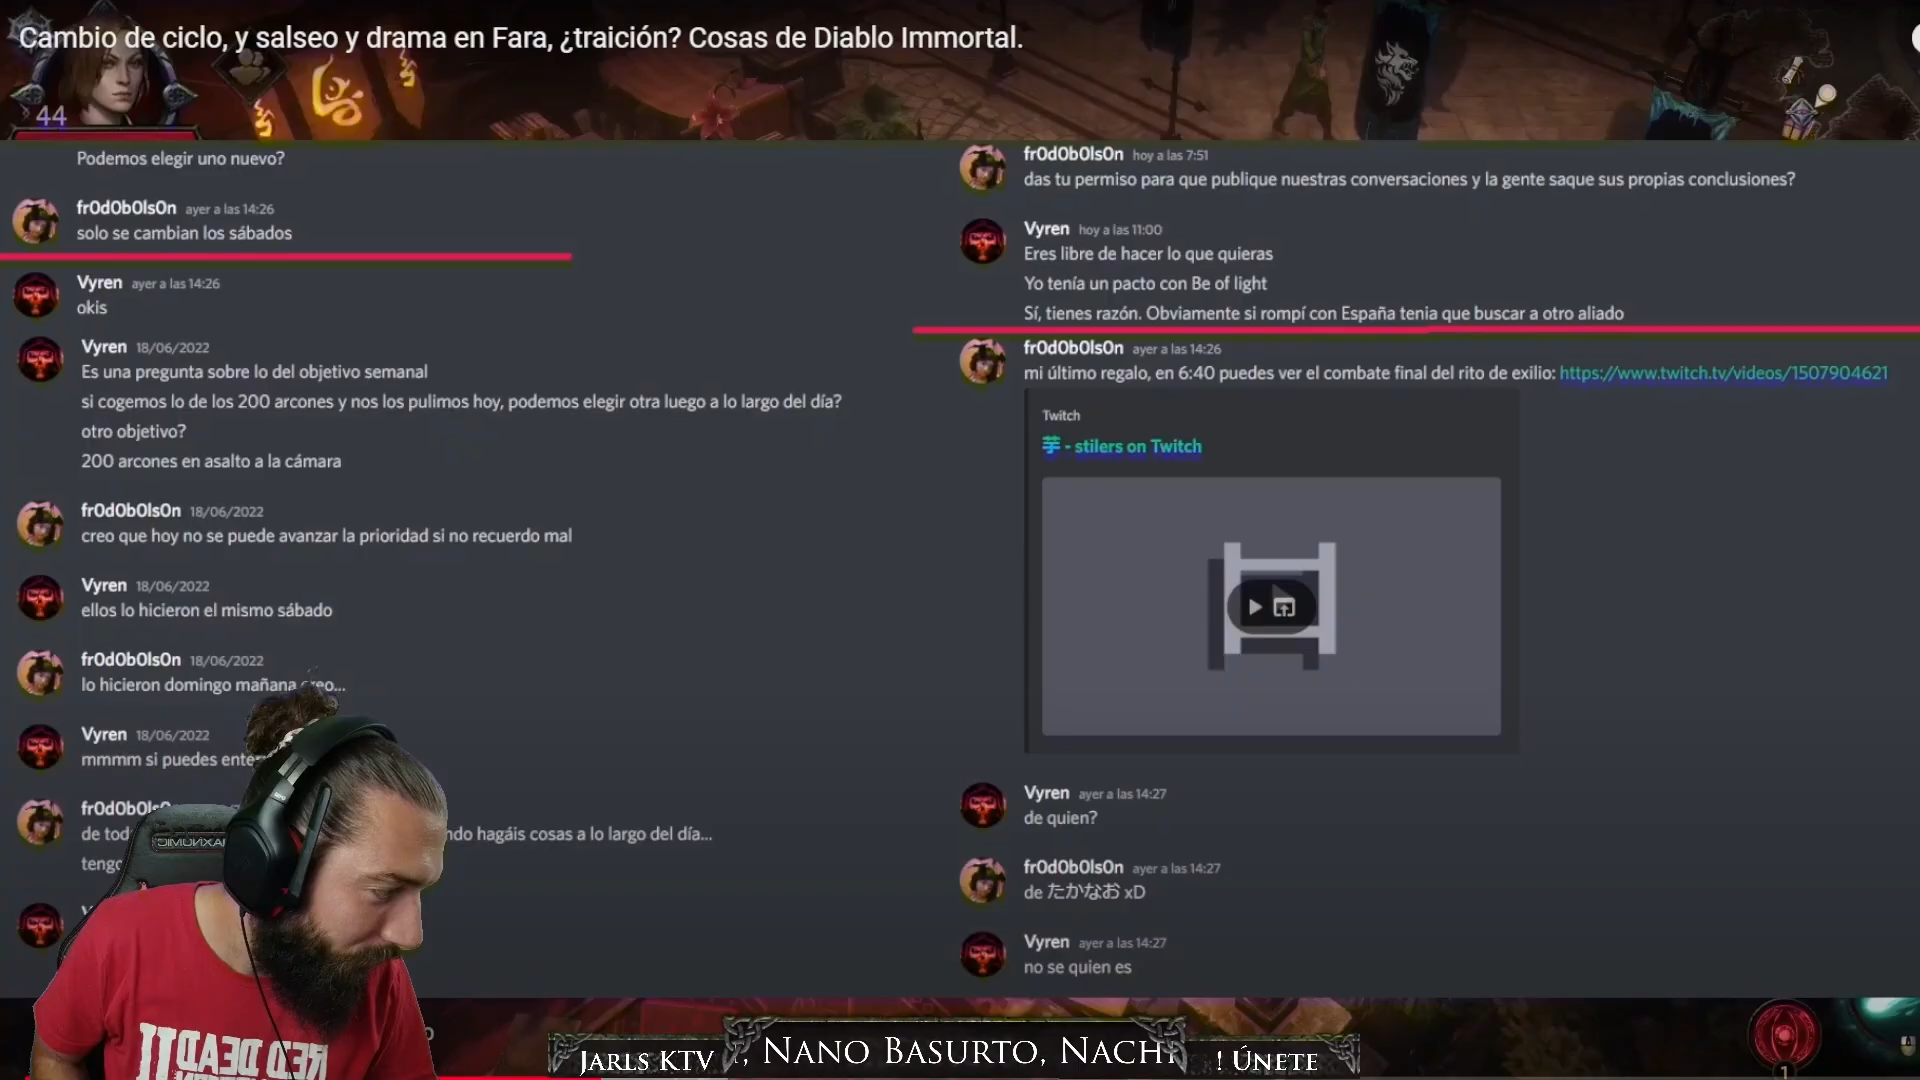 Cambio de ciclo, y salseo y drama en Fara, ¿traición? Cosas de Diablo Immortal.
44
Podemos elegir uno nuevo?
fr0d0b0ls0n ayer a las 14:26
solo se cambian los sábados
Vyren ayer a las 14:26
okis
Vyren 18/06/2022
Es una pregunta sobre lo del objetivo semanal
si cogemos lo de los 200 arcones y nos los pulimos hoy, podemos elegir otra luego a lo largo del día?
otro objetivo?
200 arcones en asalto a la cámara
fr0d0b0ls0n 18/06/2022
creo que hoy no se puede avanzar la prioridad si no recuerdo mal
Vyren 18/06/2022
ellos lo hicieron el mismo sábado
fr0d0b0ls0n 18/06/2022
lo hicieron domingo mañana creo...
Vyren 18/06/2022
mmmm si puedes
hagáis cosas a lo largo del día...
fr0d0b0ls0n hoy a las 7:51
das tu permiso para que publique nuestras conversaciones y la gente saque sus propias conclusiones?
Vyren hoy a las 11:00
Eres libre de hacer lo que quieras
Yo tenía un pacto con Be of light
Sí, tienes razón. Obviamente si rompí con España tenia que buscar a otro aliado
fr0d0b0ls0n ayer a las 14:26
mi último regalo, en 6:40 puedes ver el combate final del rito de exilio: https://www.twitch.tv/videos/1507904621
Twitch
芋 - stilers on Twitch
Vyren ayer a las 14:27
de quien?
fr0d0b0ls0n ayer a las 14:27
de たかなお xD
Vyren ayer a las 14:27
no se quien es
RED DEAD
II
Jarls KTV , Nano Basurto, Nach ! Únete
1